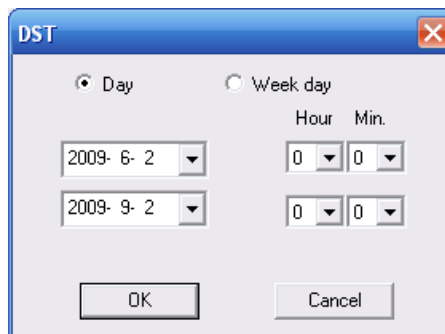 DST
Day Week day
Hour Min.
2009- 6- 2 0 0
2009- 9- 2 0 0
OK Cancel